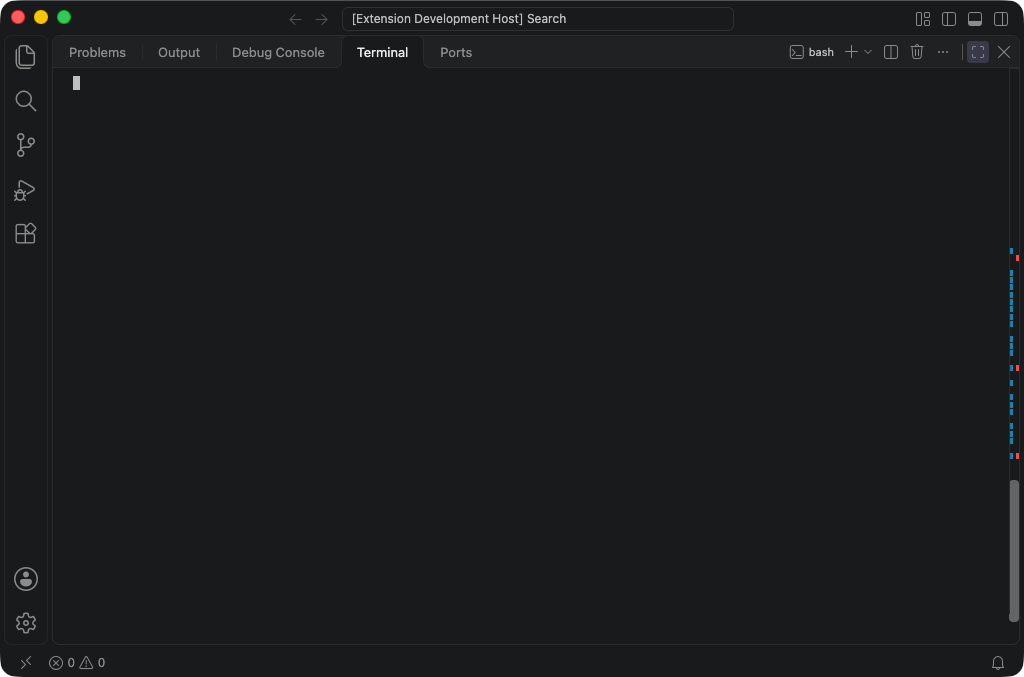 [Extension Development Host] Search
Problems Output Debug Console Terminal Ports bash
0 0